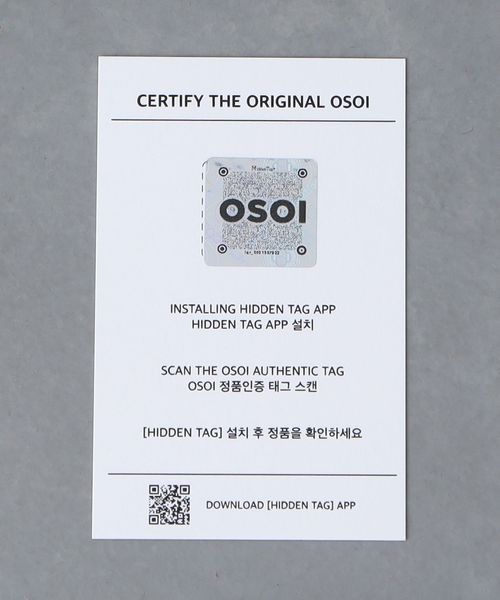 CERTIFY THE ORIGINAL OSOI
HiddenTag
OSOI
INSTALLING HIDDEN TAG APP
HIDDEN TAG APP 설치
SCAN THE OSOI AUTHENTIC TAG
OSOI 정품인증 태그 스캔
[HIDDEN TAG] 설치 후 정품을 확인하세요
DOWNLOAD [HIDDEN TAG] APP